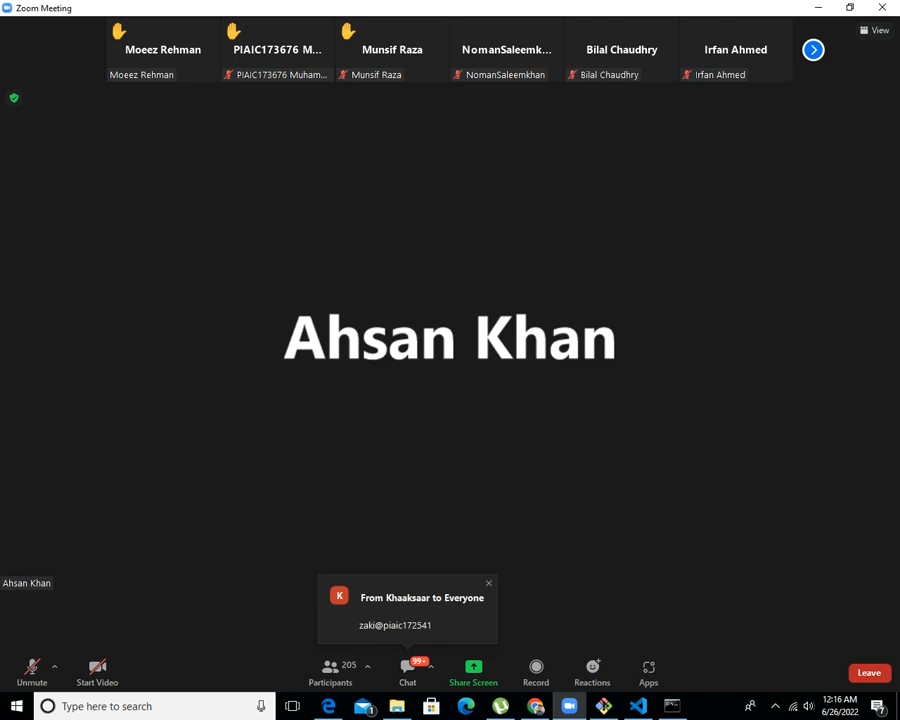 Zoom Meeting
View
Moeez Rehman
PIAIC173676 M...
Munsif Raza
NomanSaleemk...
Bilal Chaudhry
Irfan Ahmed
Moeez Rehman
PIAIC173676 Muham...
Munsif Raza
NomanSaleemkhan
Bilal Chaudhry
Irfan Ahmed
Ahsan Khan
Ahsan Khan
K
From Khaaksaar to Everyone
zaki@piaic172541
205
99+
Unmute
Start Video
Participants
Chat
Share Screen
Record
Reactions
Apps
Leave
Type here to search
1
12:16 AM
6/26/2022
7